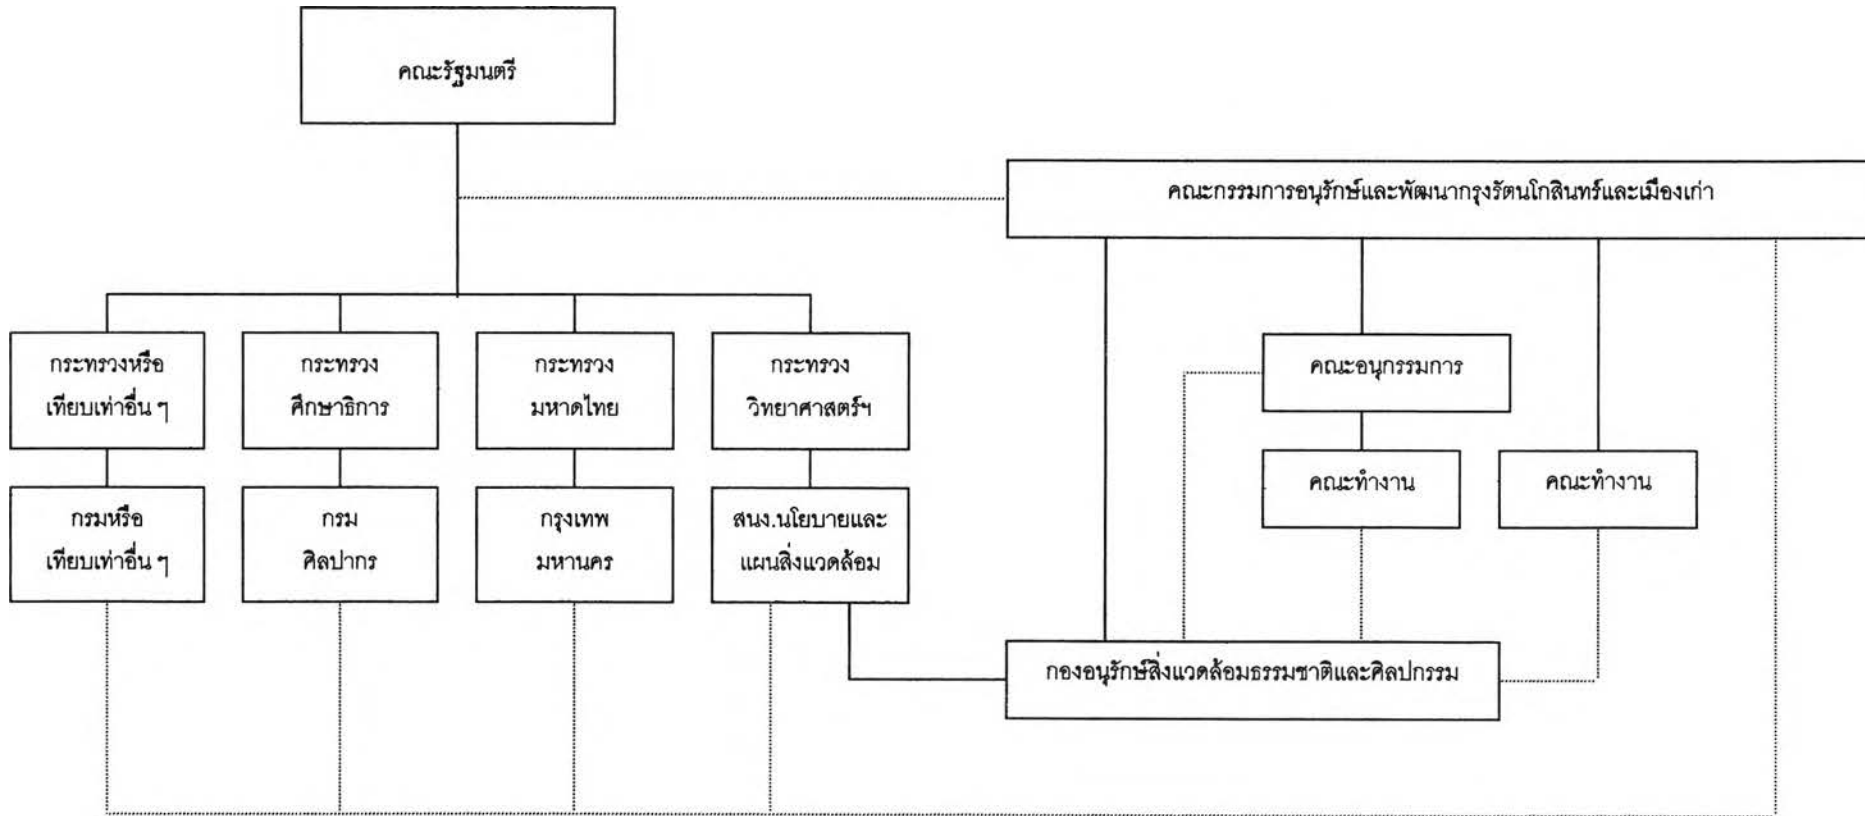 คณะรัฐมนตรี
คณะกรรมการอนุรักษ์และพัฒนากรุงรัตนโกสินทร์และเมืองเก่า
กระทรวงหรือ
เทียบเท่าอื่น ๆ
กระทรวง
ศึกษาธิการ
กระทรวง
มหาดไทย
กระทรวง
วิทยาศาสตร์ฯ
คณะอนุกรรมการ
คณะทำงาน
คณะทำงาน
กรมหรือ
เทียบเท่าอื่น ๆ
กรม
ศิลปากร
กรุงเทพ
มหานคร
สนง.นโยบายและ
แผนสิ่งแวดล้อม
กองอนุรักษ์สิ่งแวดล้อมธรรมชาติและศิลปกรรม